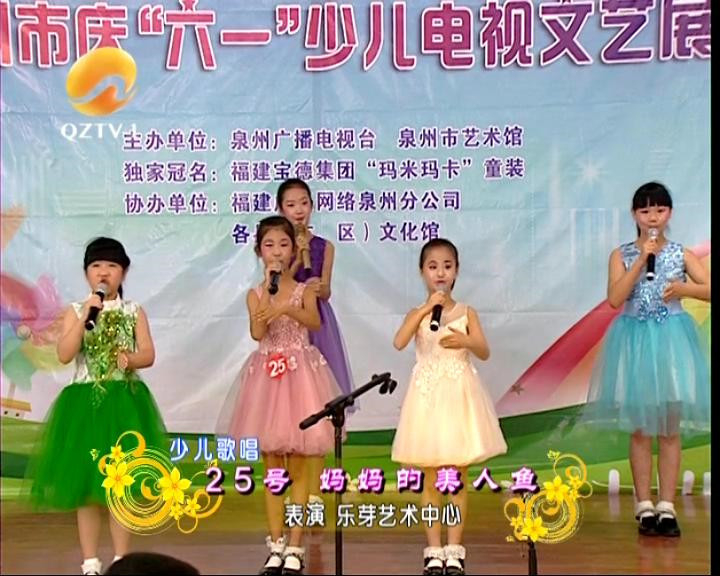 州市庆“六一”少儿电视文艺展
QZTV-1
主办单位：泉州广播电视台 泉州市艺术馆
独家冠名：福建宝德集团“玛米玛卡”童装
协办单位：福建 网络泉州分公司
各 区）文化馆
25
少儿歌唱
25号 妈妈的美人鱼
表演 乐芽艺术中心